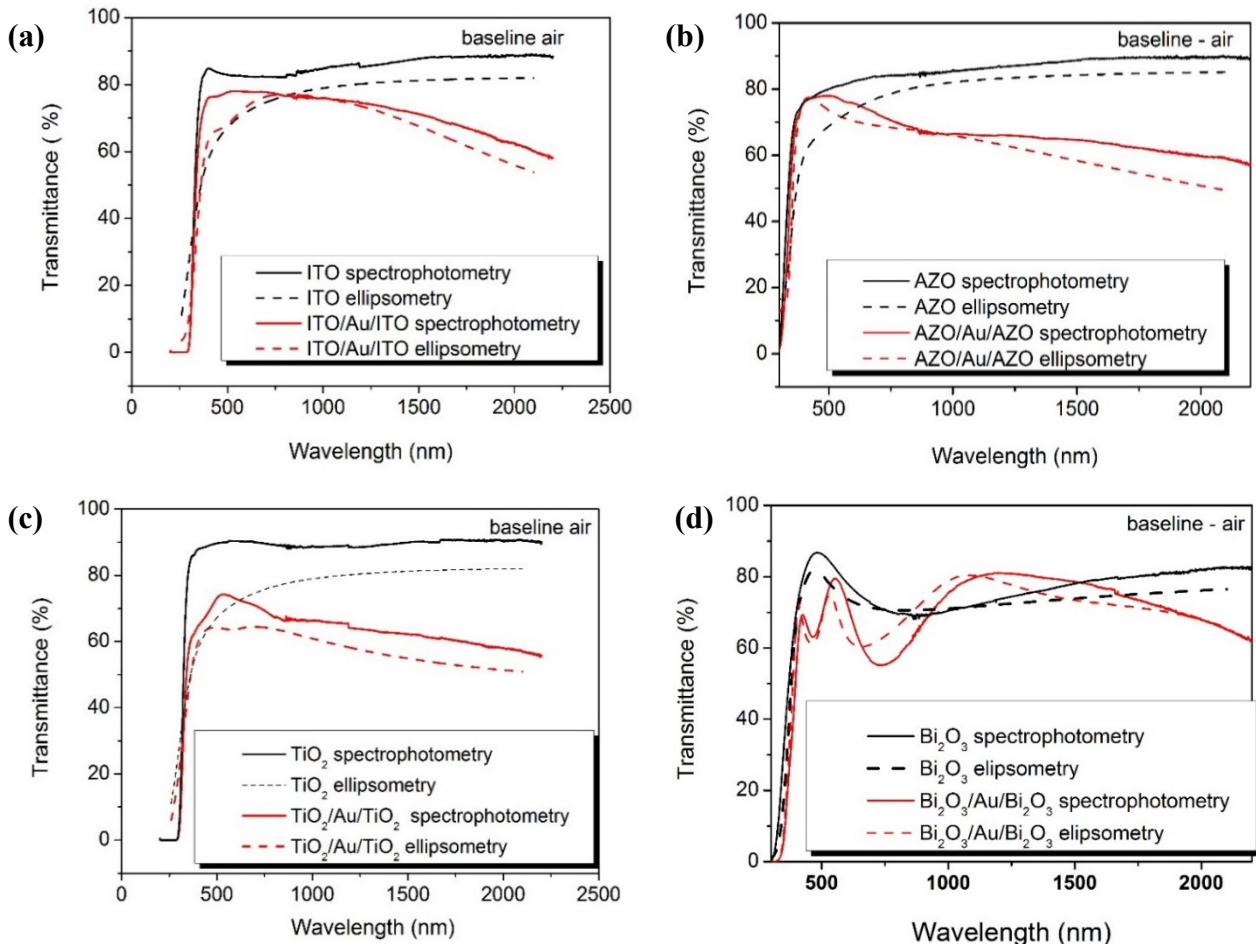 (a)
baseline air
100
80
60
40
20
0
Transmittance ( %)
ITO spectrophotometry
ITO ellipsometry
ITO/Au/ITO spectrophotometry
ITO/Au/ITO ellipsometry
0 500 1000 1500 2000 2500
Wavelength (nm)
(b)
baseline - air
100
80
60
40
20
0
Transmittance (%)
AZO spectrophotometry
AZO ellipsometry
AZO/Au/AZO spectrophotometry
AZO/Au/AZO ellipsometry
500 1000 1500 2000
Wavelength (nm)
(c)
baseline air
100
80
60
40
20
0
Transmittance (%)
TiO₂ spectrophotometry
TiO₂ ellipsometry
TiO₂/Au/TiO₂ spectrophotometry
TiO₂/Au/TiO₂ ellipsometry
0 500 1000 1500 2000 2500
Wavelength (nm)
(d)
baseline - air
100
80
60
40
20
0
Transmittance (%)
Bi₂O₃ spectrophotometry
Bi₂O₃ elipsometry
Bi₂O₃/Au/Bi₂O₃ spectrophotometry
Bi₂O₃/Au/Bi₂O₃ elipsometry
500 1000 1500 2000
Wavelength (nm)